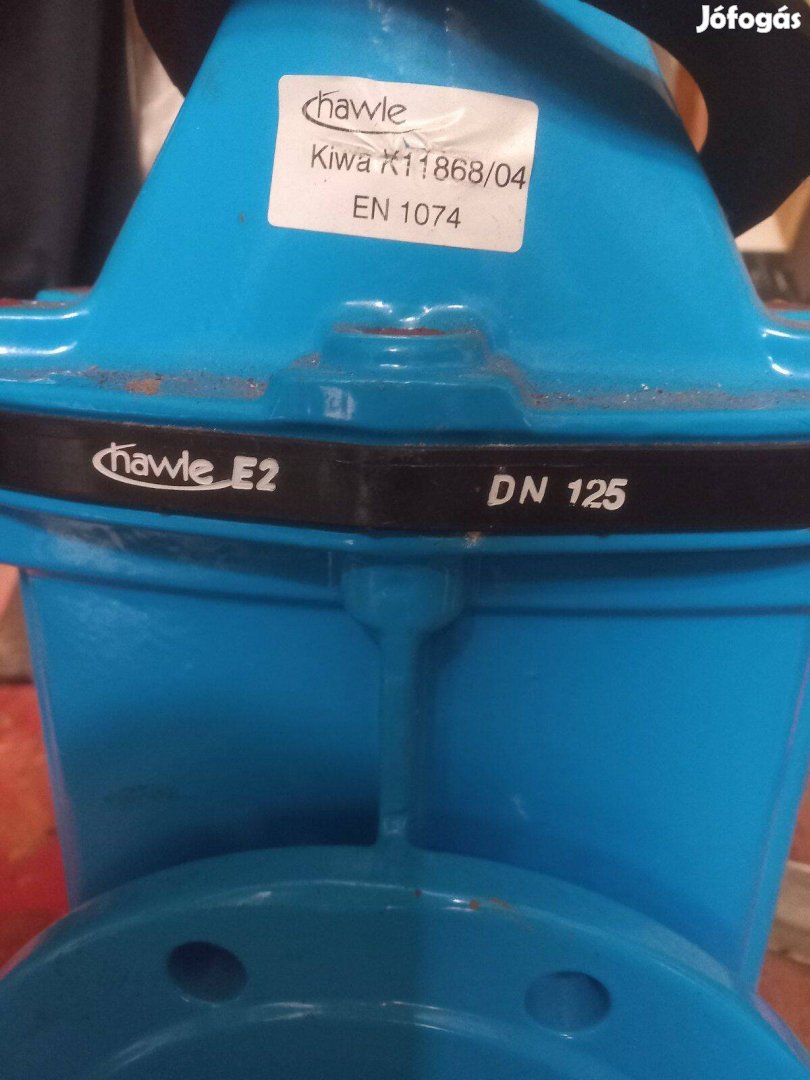 Jófogás
hawle
Kiwa K11868/04
EN 1074
hawle E2 DN 125